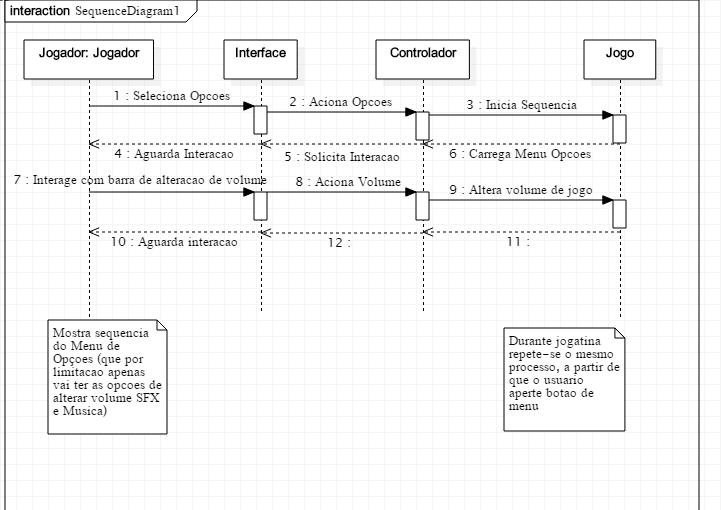 interaction SequenceDiagram1
Jogador: Jogador
Interface
Controlador
Jogo
1 : Seleciona Opcoes
2 : Aciona Opcoes
3 : Inicia Sequencia
4 : Aguarda Interacao
5 : Solicita Interacao
6 : Carrega Menu Opcoes
7 : Interage com barra de alteracao de volume
8 : Aciona Volume
9 : Altera volume de jogo
10 : Aguarda interacao
12 :
11 :
Mostra sequencia
do Menu de
Opçoes (que por
limitacao apenas
vai ter as opcoes de
alterar volume SFX
e Musica)
Durante jogatina
repete-se o mesmo
processo, a partir de
que o usuario
aperte botao de
menu